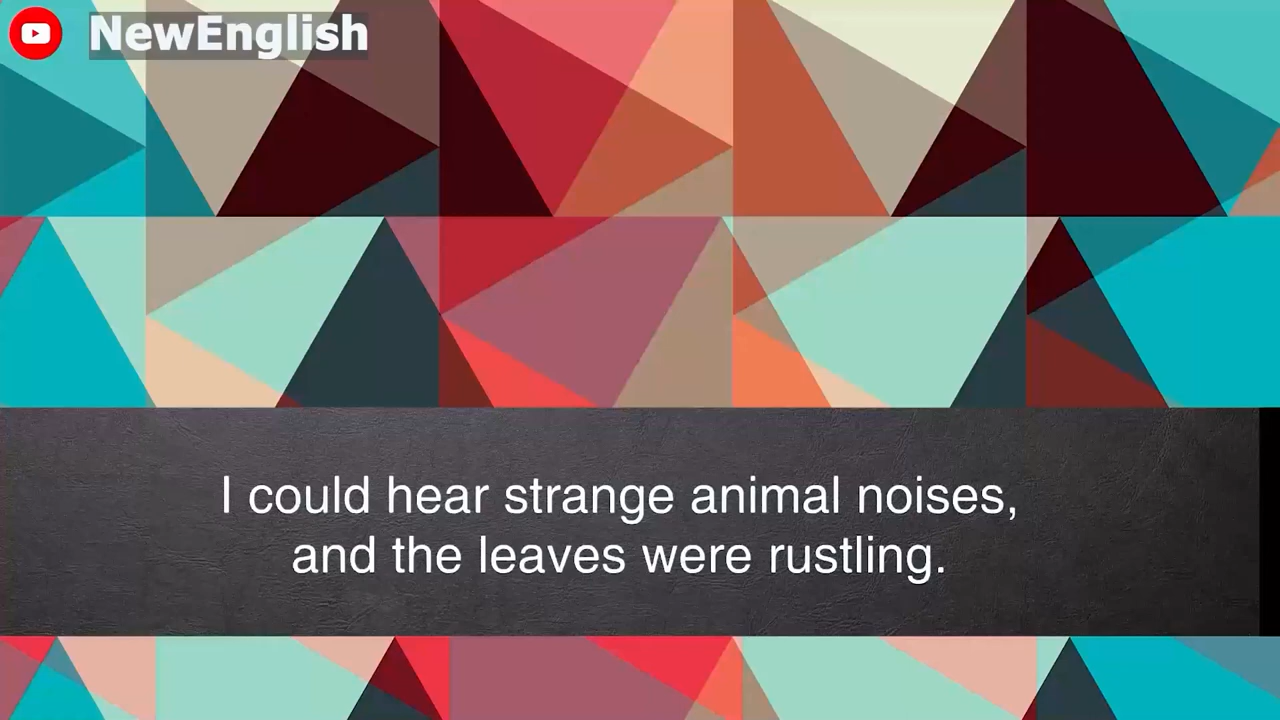 NewEnglish
I could hear strange animal noises,
and the leaves were rustling.